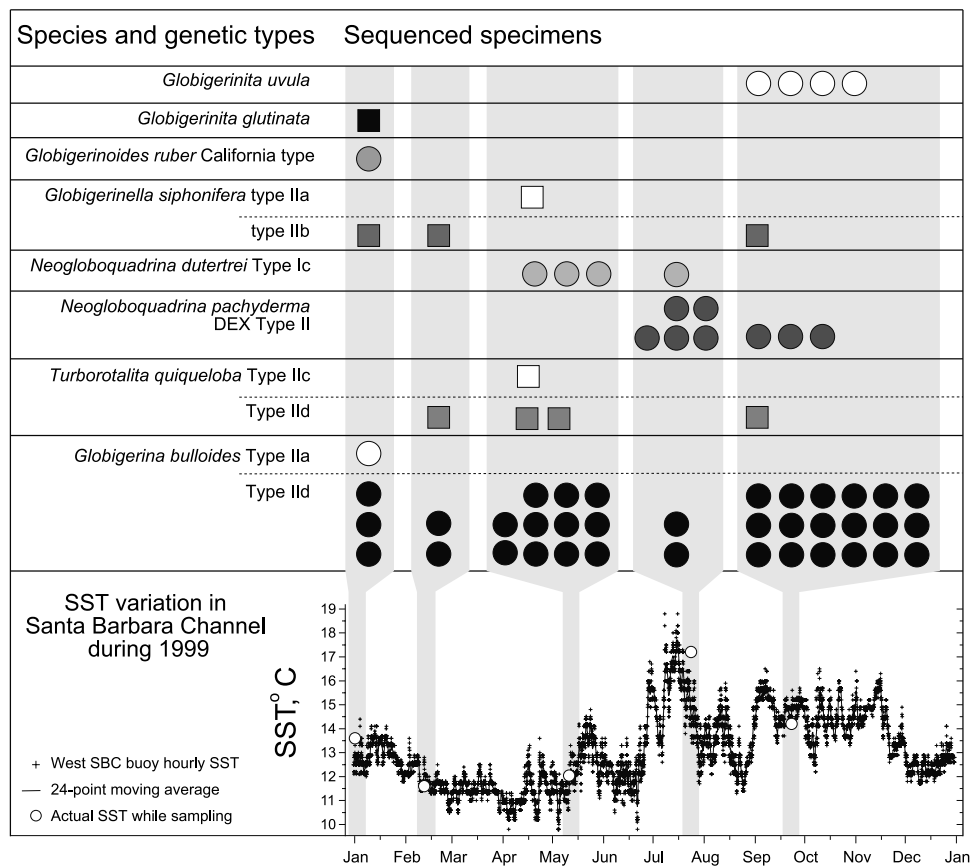 Species and genetic types Sequenced specimens
Globigerinita uvula
Globigerinita glutinata
Globigerinoides ruber California type
Globigerinella siphonifera type IIa
type IIb
Neogloboquadrina dutertrei Type Ic
Neogloboquadrina pachyderma
DEX Type II
Turborotalita quiqueloba Type IIc
Type IId
Globigerina bulloides Type IIa
Type IId
SST variation in
Santa Barbara Channel
during 1999
SST,° C
19
18
17
16
15
14
13
12
11
10
+ West SBC buoy hourly SST
— 24-point moving average
○ Actual SST while sampling
Jan Feb Mar Apr May Jun Jul Aug Sep Oct Nov Dec Jan